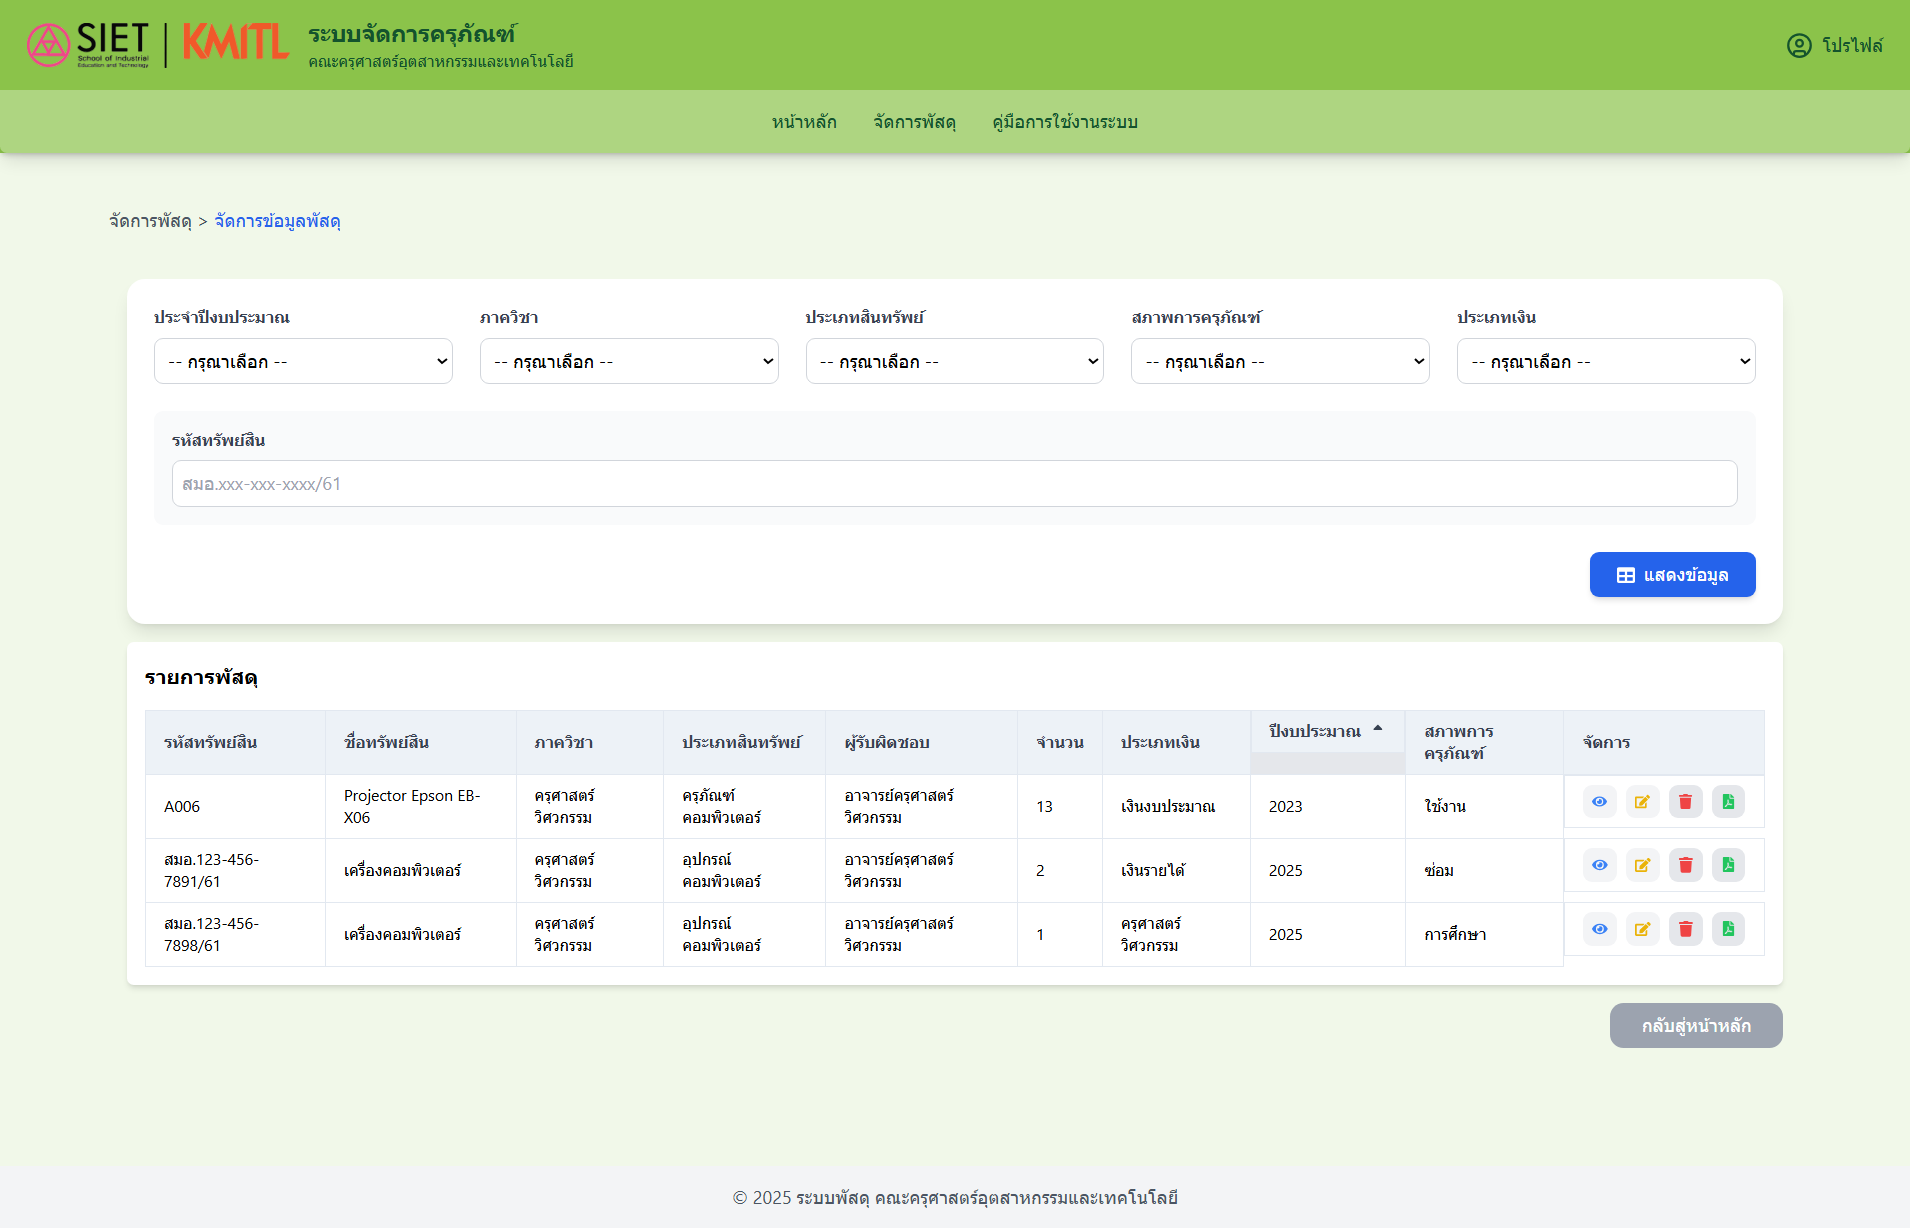 SIET
School of Industrial
Education and Technology
KMITL
ระบบจัดการครุภัณฑ์
คณะครุศาสตร์อุตสาหกรรมและเทคโนโลยี
โปรไฟล์
หน้าหลัก จัดการพัสดุ คู่มือการใช้งานระบบ
จัดการพัสดุ > จัดการข้อมูลพัสดุ
ประจำปีงบประมาณ ภาควิชา ประเภทสินทรัพย์ สภาพการครุภัณฑ์ ประเภทเงิน
-- กรุณาเลือก -- -- กรุณาเลือก -- -- กรุณาเลือก -- -- กรุณาเลือก -- -- กรุณาเลือก --
รหัสทรัพย์สิน
สมอ.xxx-xxx-xxxx/61
แสดงข้อมูล
รายการพัสดุ
รหัสทรัพย์สิน ชื่อทรัพย์สิน ภาควิชา ประเภทสินทรัพย์ ผู้รับผิดชอบ จำนวน ประเภทเงิน ปีงบประมาณ สภาพการ
ครุภัณฑ์ จัดการ
A006 Projector Epson EB-
X06 ครุศาสตร์
วิศวกรรม ครุภัณฑ์
คอมพิวเตอร์ อาจารย์ครุศาสตร์
วิศวกรรม 13 เงินงบประมาณ 2023 ใช้งาน
สมอ.123-456-
7891/61 เครื่องคอมพิวเตอร์ ครุศาสตร์
วิศวกรรม อุปกรณ์
คอมพิวเตอร์ อาจารย์ครุศาสตร์
วิศวกรรม 2 เงินรายได้ 2025 ซ่อม
สมอ.123-456-
7898/61 เครื่องคอมพิวเตอร์ ครุศาสตร์
วิศวกรรม อุปกรณ์
คอมพิวเตอร์ อาจารย์ครุศาสตร์
วิศวกรรม 1 ครุศาสตร์
วิศวกรรม 2025 การศึกษา
กลับสู่หน้าหลัก
© 2025 ระบบพัสดุ คณะครุศาสตร์อุตสาหกรรมและเทคโนโลยี